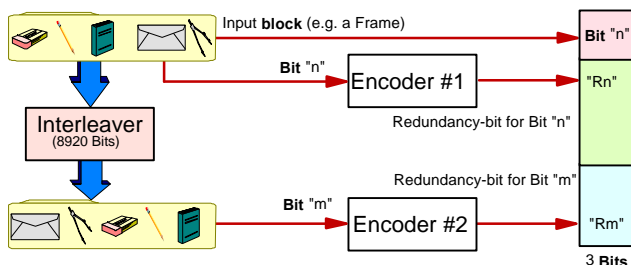 Input block (e.g. a Frame)
Bit "n"
Bit "n"
Encoder #1
"Rn"
Interleaver
(8920 Bits)
Redundancy-bit for Bit "n"
Redundancy-bit for Bit "m"
Bit "m"
Encoder #2
"Rm"
3 Bits